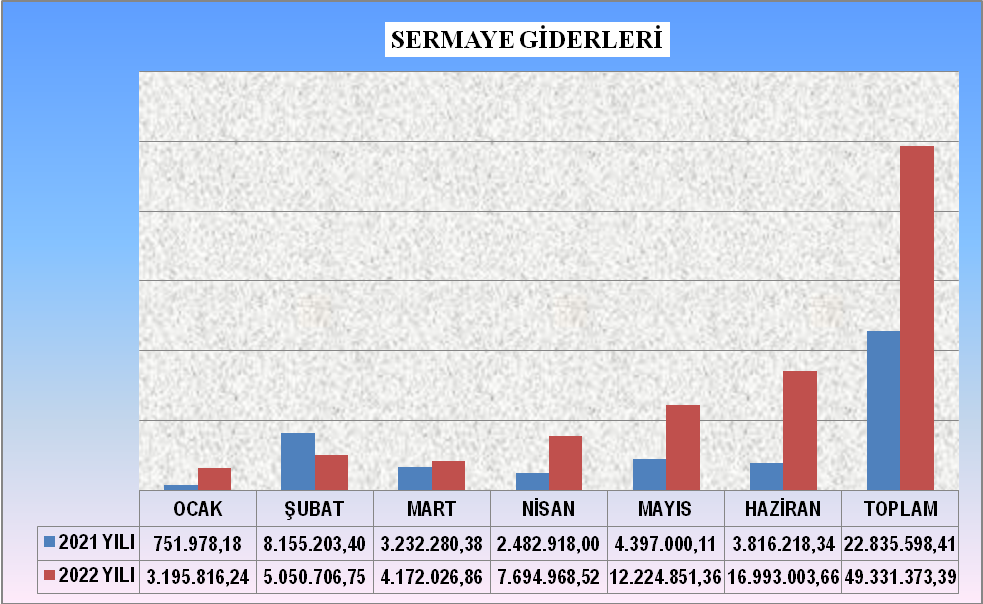 SERMAYE GİDERLERİ
OCAK ŞUBAT MART NİSAN MAYIS HAZİRAN TOPLAM
2021 YILI 751.978,18 8.155.203,40 3.232.280,38 2.482.918,00 4.397.000,11 3.816.218,34 22.835.598,41
2022 YILI 3.195.816,24 5.050.706,75 4.172.026,86 7.694.968,52 12.224.851,36 16.993.003,66 49.331.373,39